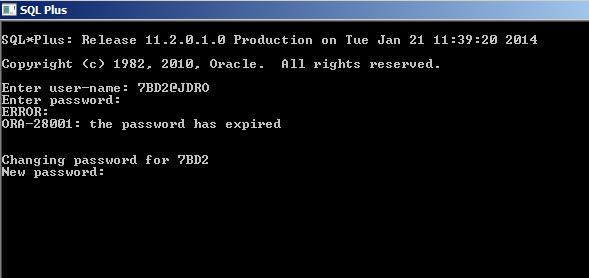 SQL Plus
SQL*Plus: Release 11.2.0.1.0 Production on Tue Jan 21 11:39:20 2014
Copyright (c) 1982, 2010, Oracle.  All rights reserved.
Enter user-name: 7BD2@JDRO
Enter password:
ERROR:
ORA-28001: the password has expired
Changing password for 7BD2
New password: